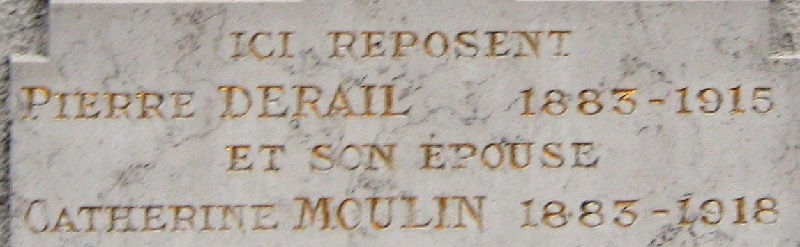 ICI REPOSENT
PIERRE DERAIL 1883-1915
ET SON ÉPOUSE
CATHERINE MOULIN 1883-1918